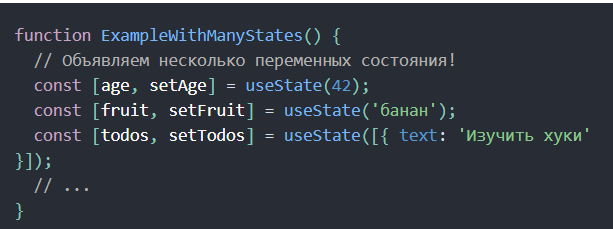 function ExampleWithManyStates() {
  // Объявляем несколько переменных состояния!
  const [age, setAge] = useState(42);
  const [fruit, setFruit] = useState('банан');
  const [todos, setTodos] = useState([{ text: 'Изучить хуки'
}]);
  // ...
}